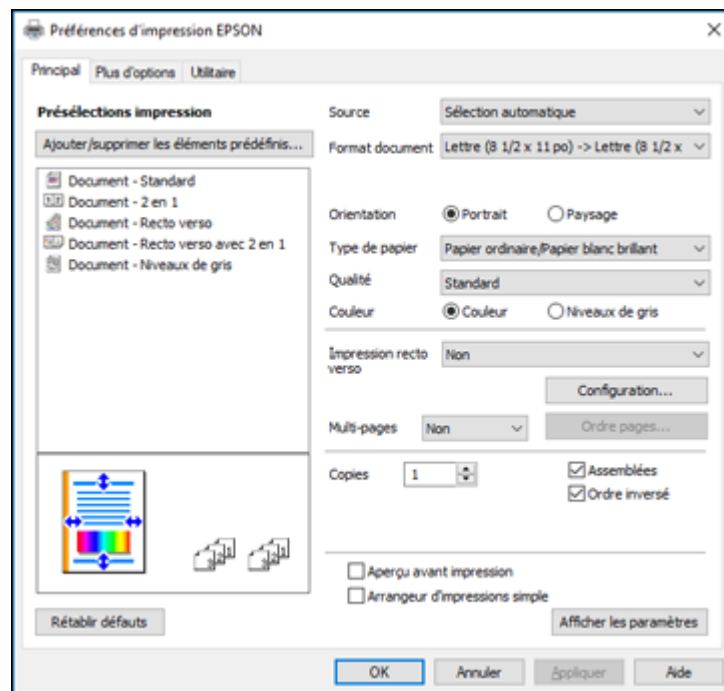 Préférences d'impression EPSON
Principal Plus d'options Utilitaire
Présélections impression
Ajouter/supprimer les éléments prédéfinis...
Document - Standard
Document - 2 en 1
Document - Recto verso
Document - Recto verso avec 2 en 1
Document - Niveaux de gris
Rétablir défauts
Source Sélection automatique
Format document Lettre (8 1/2 x 11 po) -> Lettre (8 1/2 x
Orientation Portrait Paysage
Type de papier Papier ordinaire/Papier blanc brillant
Qualité Standard
Couleur Couleur Niveaux de gris
Impression recto
verso
Non
Configuration...
Multi-pages Non Ordre pages...
Copies 1 Assemblées
Ordre inversé
Aperçu avant impression
Arrangeur d'impressions simple
Afficher les paramètres
OK Annuler Appliquer Aide